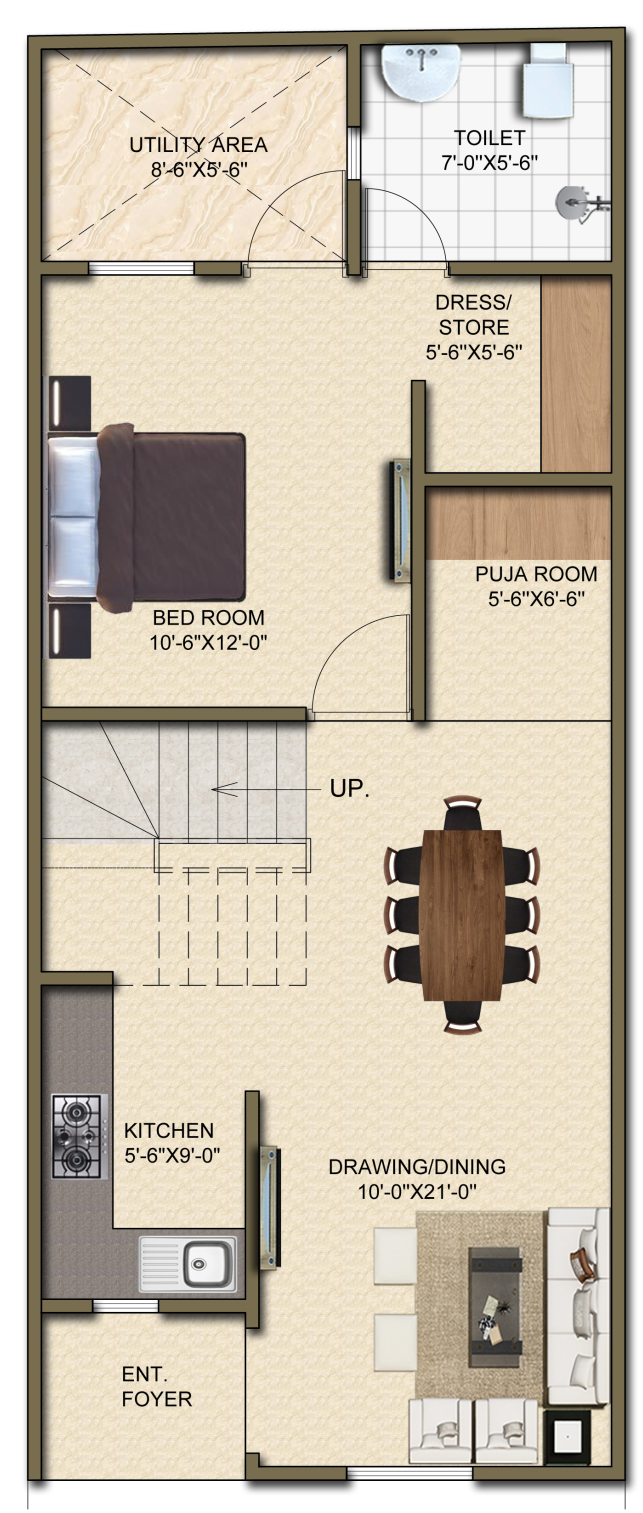 UTILITY AREA
8'-6"X5'-6"
TOILET
7'-0"X5'-6"
DRESS/
STORE
5'-6"X5'-6"
PUJA ROOM
5'-6"X6'-6"
BED ROOM
10'-6"X12'-0"
UP.
KITCHEN
5'-6"X9'-0"
DRAWING/DINING
10'-0"X21'-0"
ENT.
FOYER